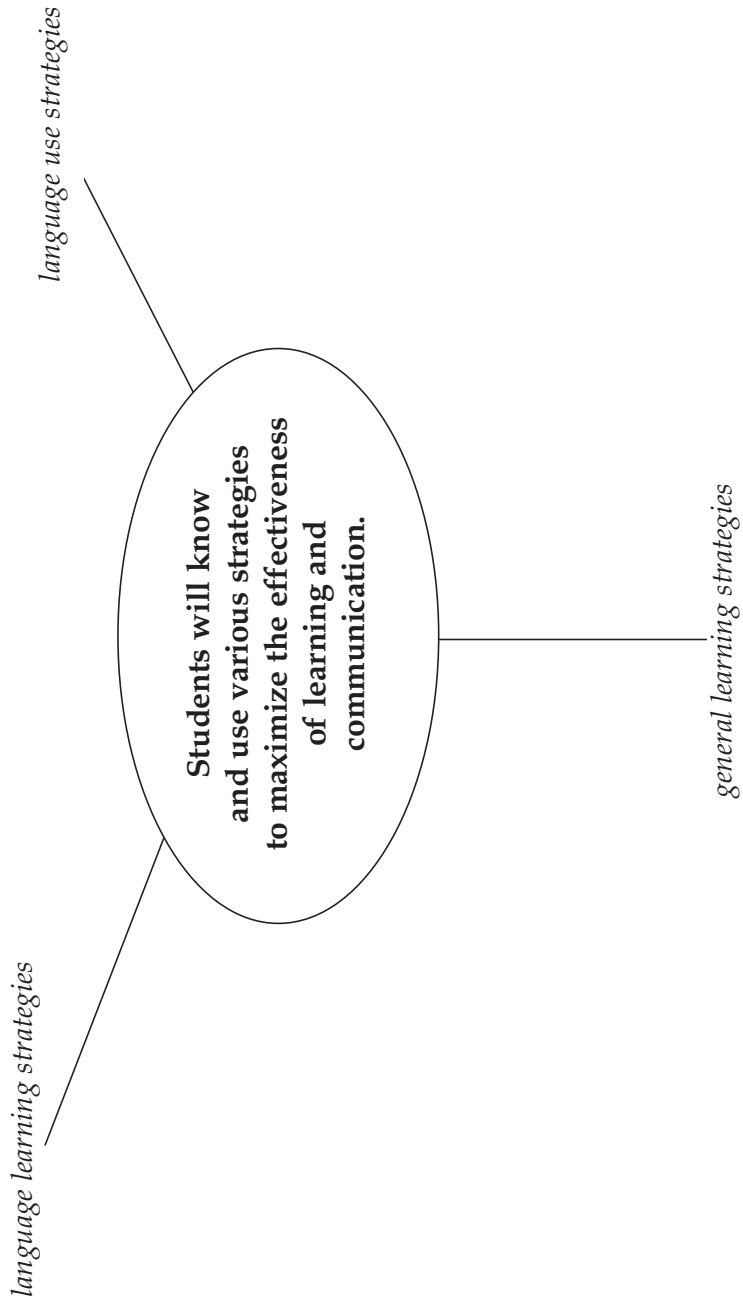 language learning strategies
language use strategies
Students will know
and use various strategies
to maximize the effectiveness
of learning and
communication.
general learning strategies